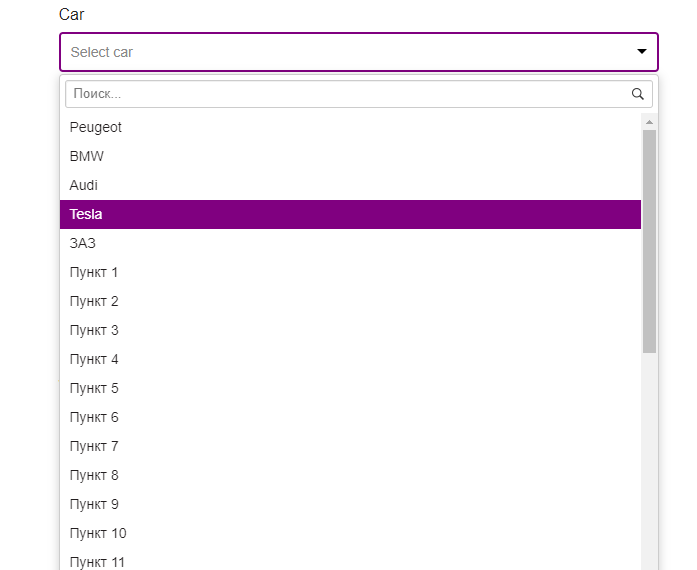 Car
Select car
Поиск...
Peugeot
BMW
Audi
Tesla
ЗАЗ
Пункт 1
Пункт 2
Пункт 3
Пункт 4
Пункт 5
Пункт 6
Пункт 7
Пункт 8
Пункт 9
Пункт 10
Пункт 11